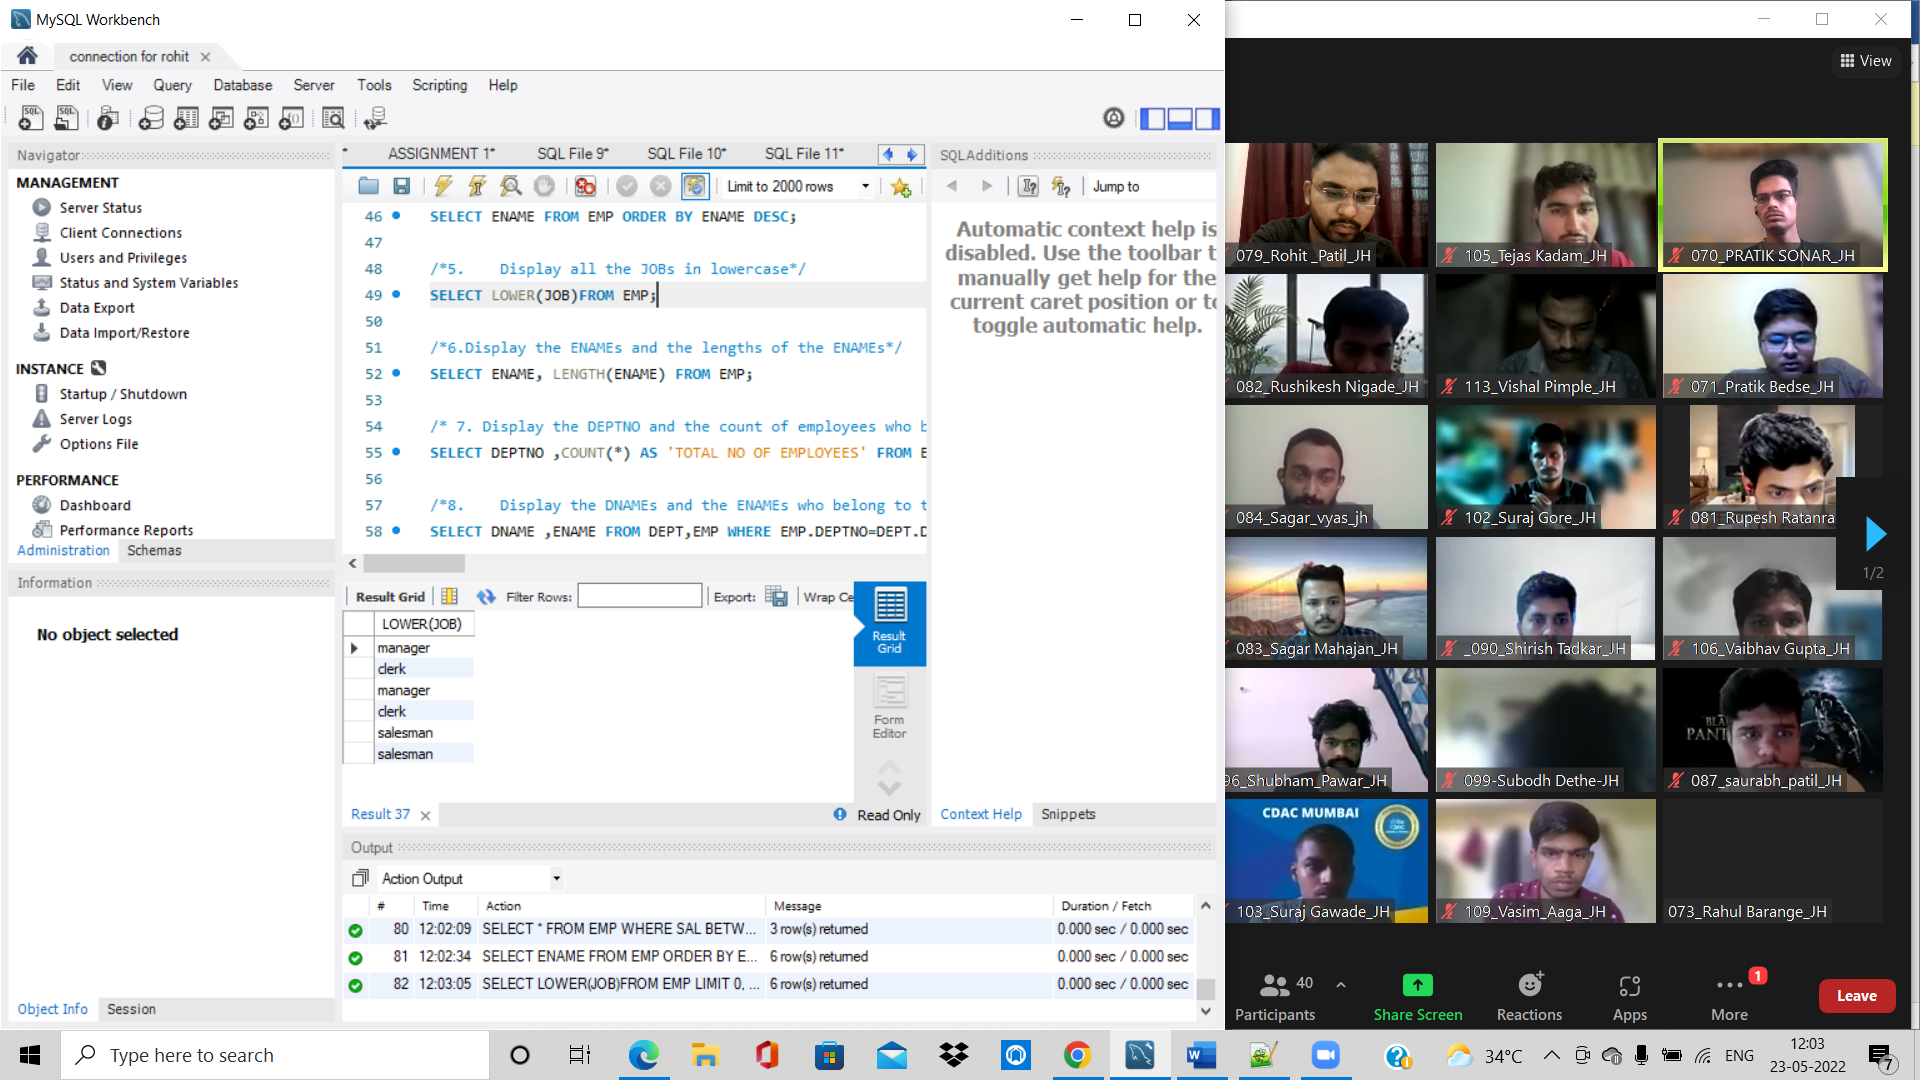 MySQL Workbench
connection for rohit
File Edit View Query Database Server Tools Scripting Help
Navigator
MANAGEMENT
Server Status
Client Connections
Users and Privileges
Status and System Variables
Data Export
Data Import/Restore
INSTANCE
Startup / Shutdown
Server Logs
Options File
PERFORMANCE
Dashboard
Performance Reports
Administration Schemas
Information
No object selected
Object Info Session
* ASSIGNMENT 1* SQL File 9* SQL File 10* SQL File 11*
Limit to 2000 rows
46 SELECT ENAME FROM EMP ORDER BY ENAME DESC;
47
48 /*5. Display all the JOBs in lowercase*/
49 SELECT LOWER(JOB)FROM EMP;
50
51 /*6.Display the ENAMEs and the lengths of the ENAMEs*/
52 SELECT ENAME, LENGTH(ENAME) FROM EMP;
53
54 /* 7. Display the DEPTNO and the count of employees who b
55 SELECT DEPTNO ,COUNT(*) AS 'TOTAL NO OF EMPLOYEES' FROM E
56
57 /*8. Display the DNAMEs and the ENAMEs who belong to t
58 SELECT DNAME ,ENAME FROM DEPT,EMP WHERE EMP.DEPTNO=DEPT.D
Result Grid Filter Rows: Export: Wrap Ce
LOWER(JOB)
manager
clerk
manager
clerk
salesman
salesman
Result Grid
Form Editor
Result 37 Read Only
SQLAdditions
Jump to
Automatic context help is
disabled. Use the toolbar t
manually get help for the
current caret position or to
toggle automatic help.
Context Help Snippets
Output
Action Output
# Time Action Message Duration / Fetch
80 12:02:09 SELECT * FROM EMP WHERE SAL BETW... 3 row(s) returned 0.000 sec / 0.000 sec
81 12:02:34 SELECT ENAME FROM EMP ORDER BY E... 6 row(s) returned 0.000 sec / 0.000 sec
82 12:03:05 SELECT LOWER(JOB)FROM EMP LIMIT 0, ... 6 row(s) returned 0.000 sec / 0.000 sec
View
079_Rohit _Patil_JH 105_Tejas Kadam_JH 070_PRATIK SONAR_JH
082_Rushikesh Nigade_JH 113_Vishal Pimple_JH 071_Pratik Bedse_JH
084_Sagar_vyas_jh 102_Suraj Gore_JH 081_Rupesh Ratanra
1/2
083_Sagar Mahajan_JH _090_Shirish Tadkar_JH 106_Vaibhav Gupta_JH
96_Shubham_Pawar_JH 099-Subodh Dethe-JH 087_saurabh_patil_JH
CDAC MUMBAI
103_Suraj Gawade_JH 109_Vasim_Aaga_JH 073_Rahul Barange_JH
40 1
Participants Share Screen Reactions Apps More Leave
Type here to search
34°C ENG 12:03
23-05-2022
7